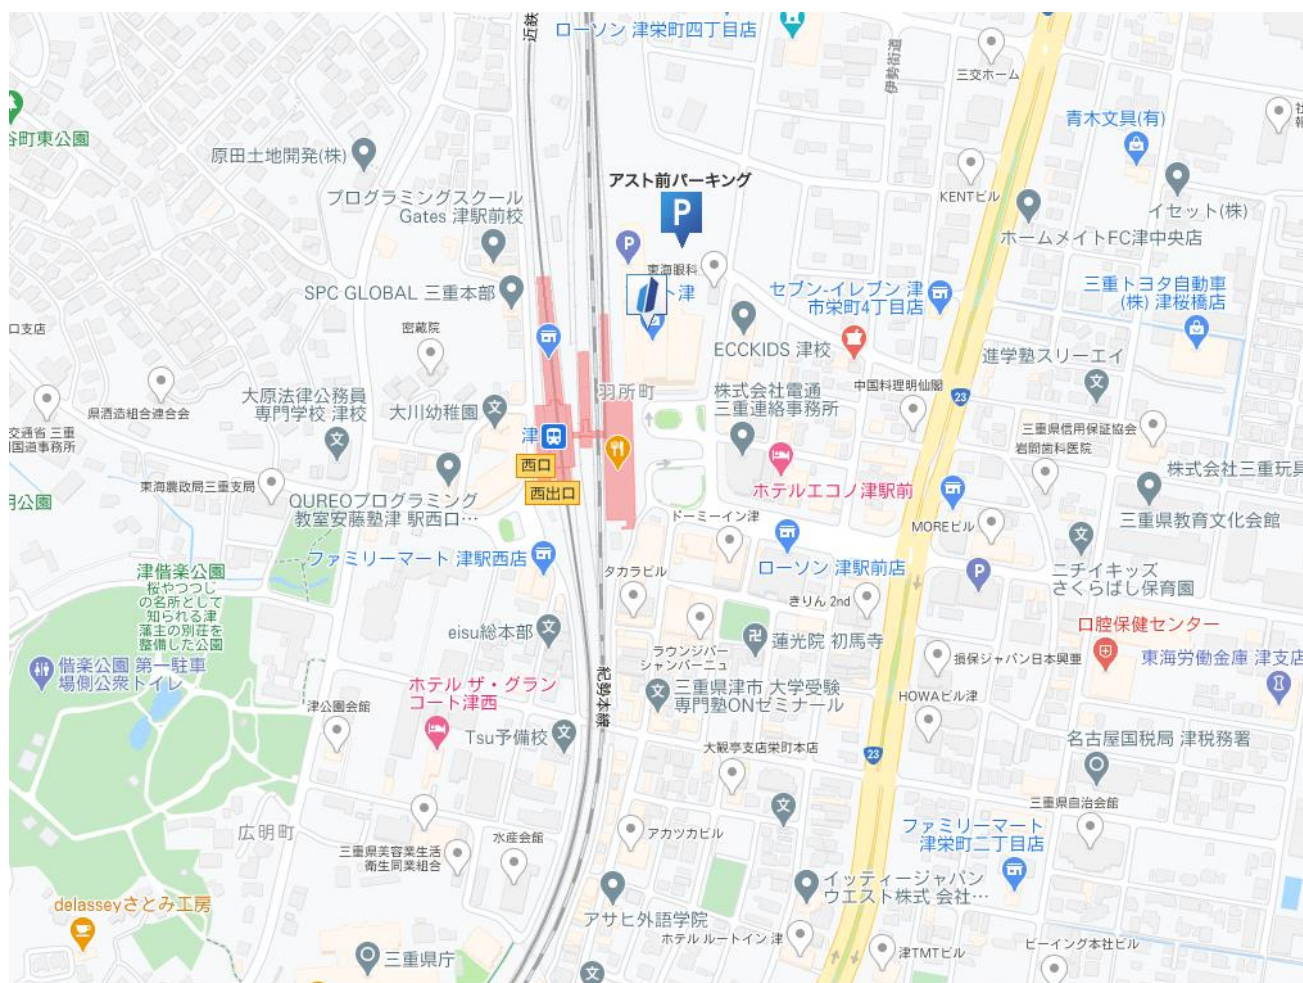 近鉄
ローソン 津栄町四丁目店
伊勢街道
三交ホーム
谷町東公園
原田土地開発(株)
青木文具(有)
アスト前パーキング
P
プログラミングスクール
Gates 津駅前校
KENTビル
イセット(株)
ホームメイトFC津中央店
P
東海眼科
SPC GLOBAL 三重本部
ト津
セブン-イレブン 津
市栄町4丁目店
三重トヨタ自動車
(株) 津桜橋店
口支店
密蔵院
ECCKIDS 津校
進学塾スリーエイ
県酒造組合連合会
大原法律公務員
専門学校 津校
大川幼稚園
羽所町
株式会社電通
三重連絡事務所
中国料理明仙閣
23
交通省 三重
国道事務所
津
三重県信用保証協会
岩間歯科医院
西口
西出口
東海農政局三重支局
QUREOプログラミング
教室安藤塾津 駅西口…
ホテルエコノ津駅前
株式会社三重玩具
月公園
ドーミーイン津
MOREビル
三重県教育文化会館
ファミリーマート 津駅西店
ローソン 津駅前店
P
ニチイキッズ
さくらばし保育園
津偕楽公園
桜やつつじ
の名所として
知られる津
藩主の別荘を
整備した公園
タカラビル
きりん 2nd
eisu総本部
ラウンジバー
シャンバーニュ
蓮光院 初馬寺
口腔保健センター
偕楽公園 第一駐車
場側公衆トイレ
損保ジャパン日本興亜
東海労働金庫 津支店
紀勢本線
ホテル ザ・グラン
コート津西
三重県津市 大学受験
専門塾ONゼミナール
HOWAビル津
津公園会館
Tsu予備校
大観亭支店栄町本店
23
名古屋国税局 津税務署
三重県自治会館
広明町
水産会館
アカツカビル
ファミリーマート
津栄町二丁目店
三重県美容業生活
衛生同業組合
イッティージャパン
ウエスト株式 会社…
delasseyさとみ工房
アサヒ外語学院
ホテル ルートイン 津
津TMTビル
ビーイング本社ビル
三重県庁